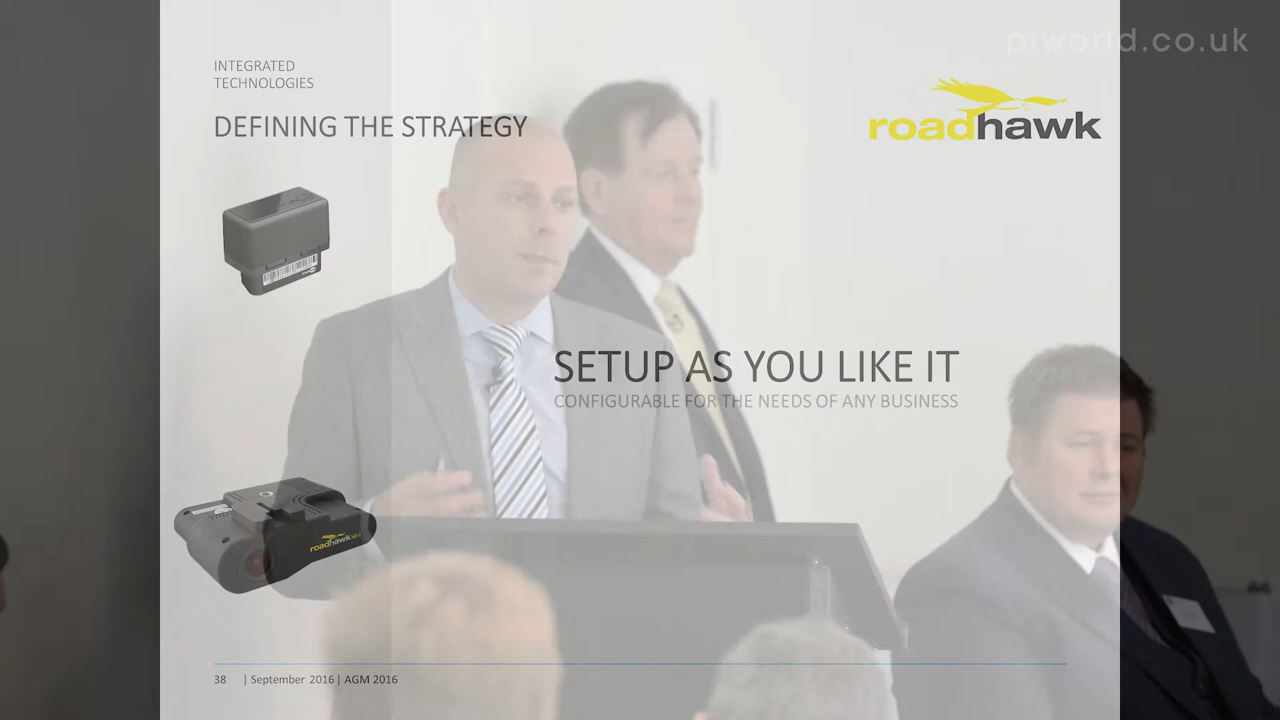 piworld.co.uk
INTEGRATED
TECHNOLOGIES
DEFINING THE STRATEGY
roadhawk
SETUP AS YOU LIKE IT
CONFIGURABLE FOR THE NEEDS OF ANY BUSINESS
roadhawk
38 | September 2016 | AGM 2016